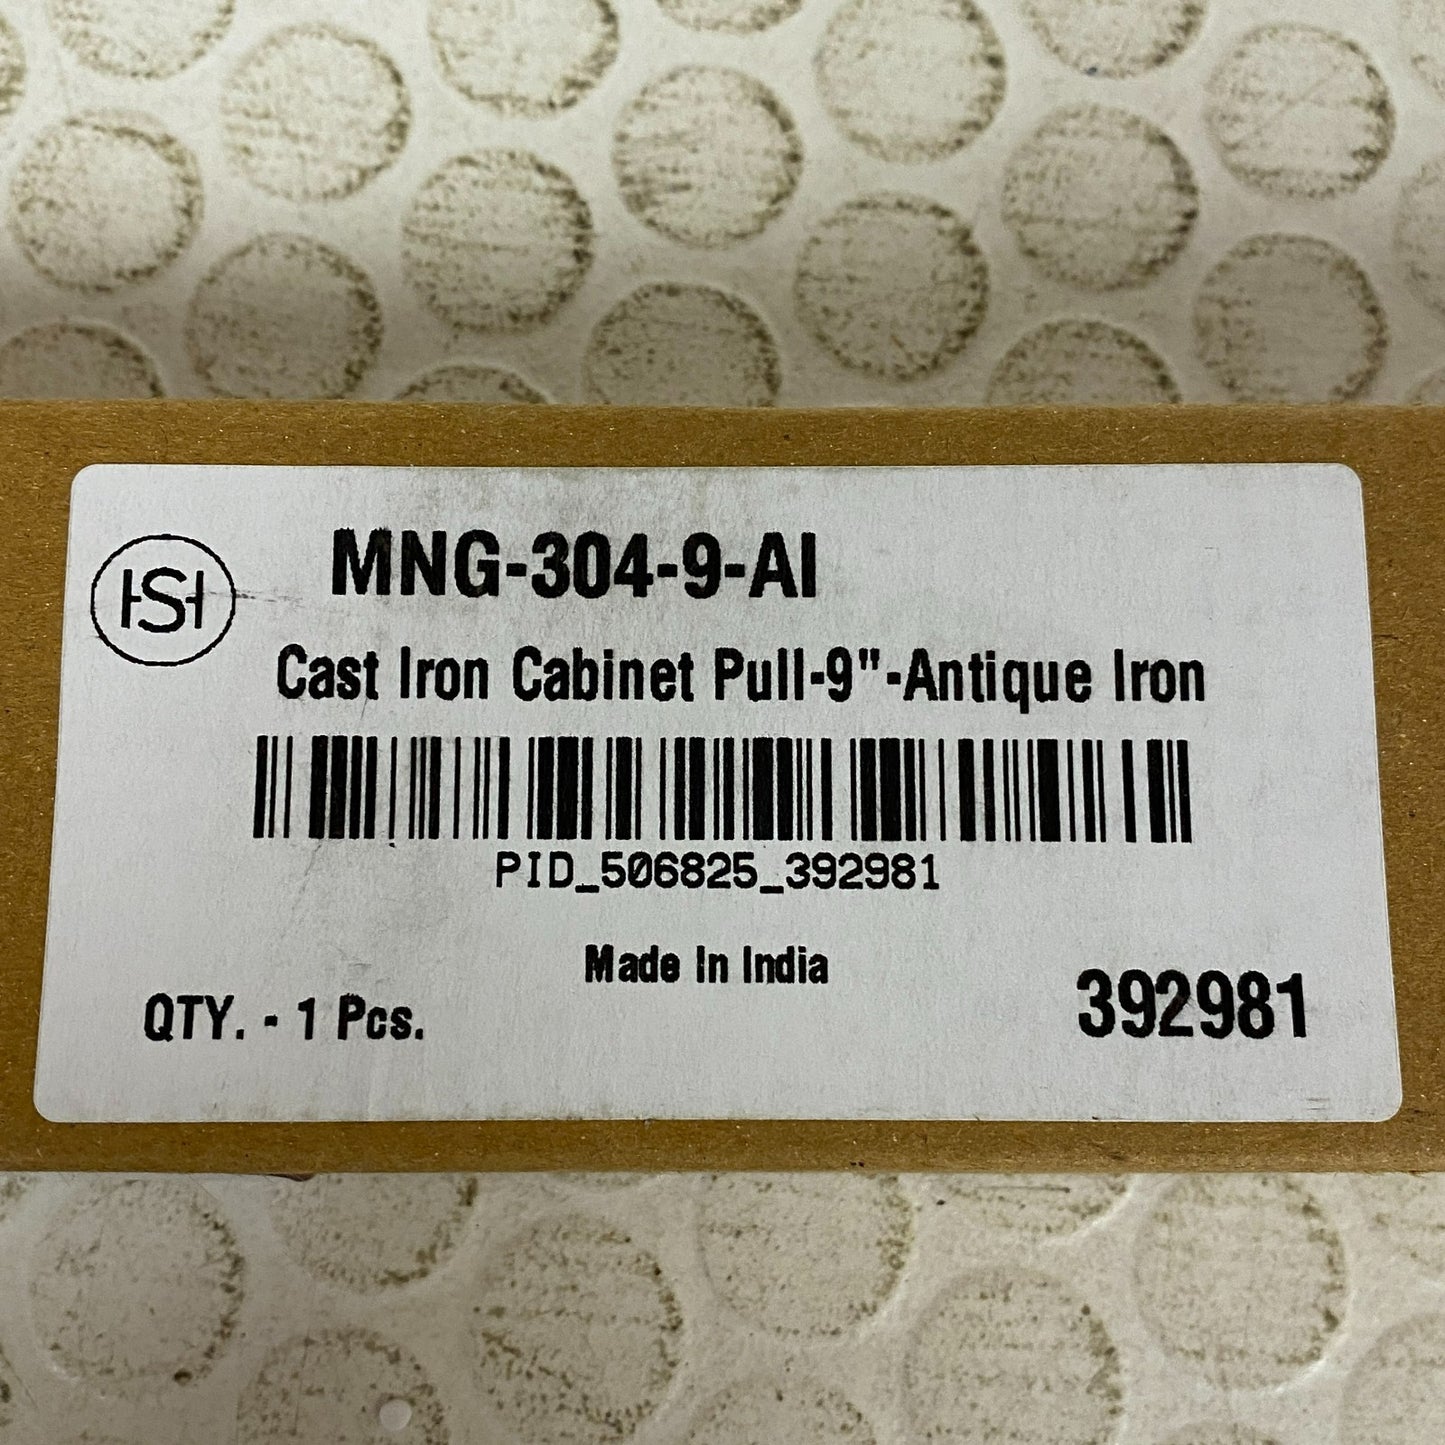 HSH
MNG-304-9-AI
Cast Iron Cabinet Pull-9"-Antique Iron
PID_506825_392981
Made In India
QTY. - 1 Pcs.
392981